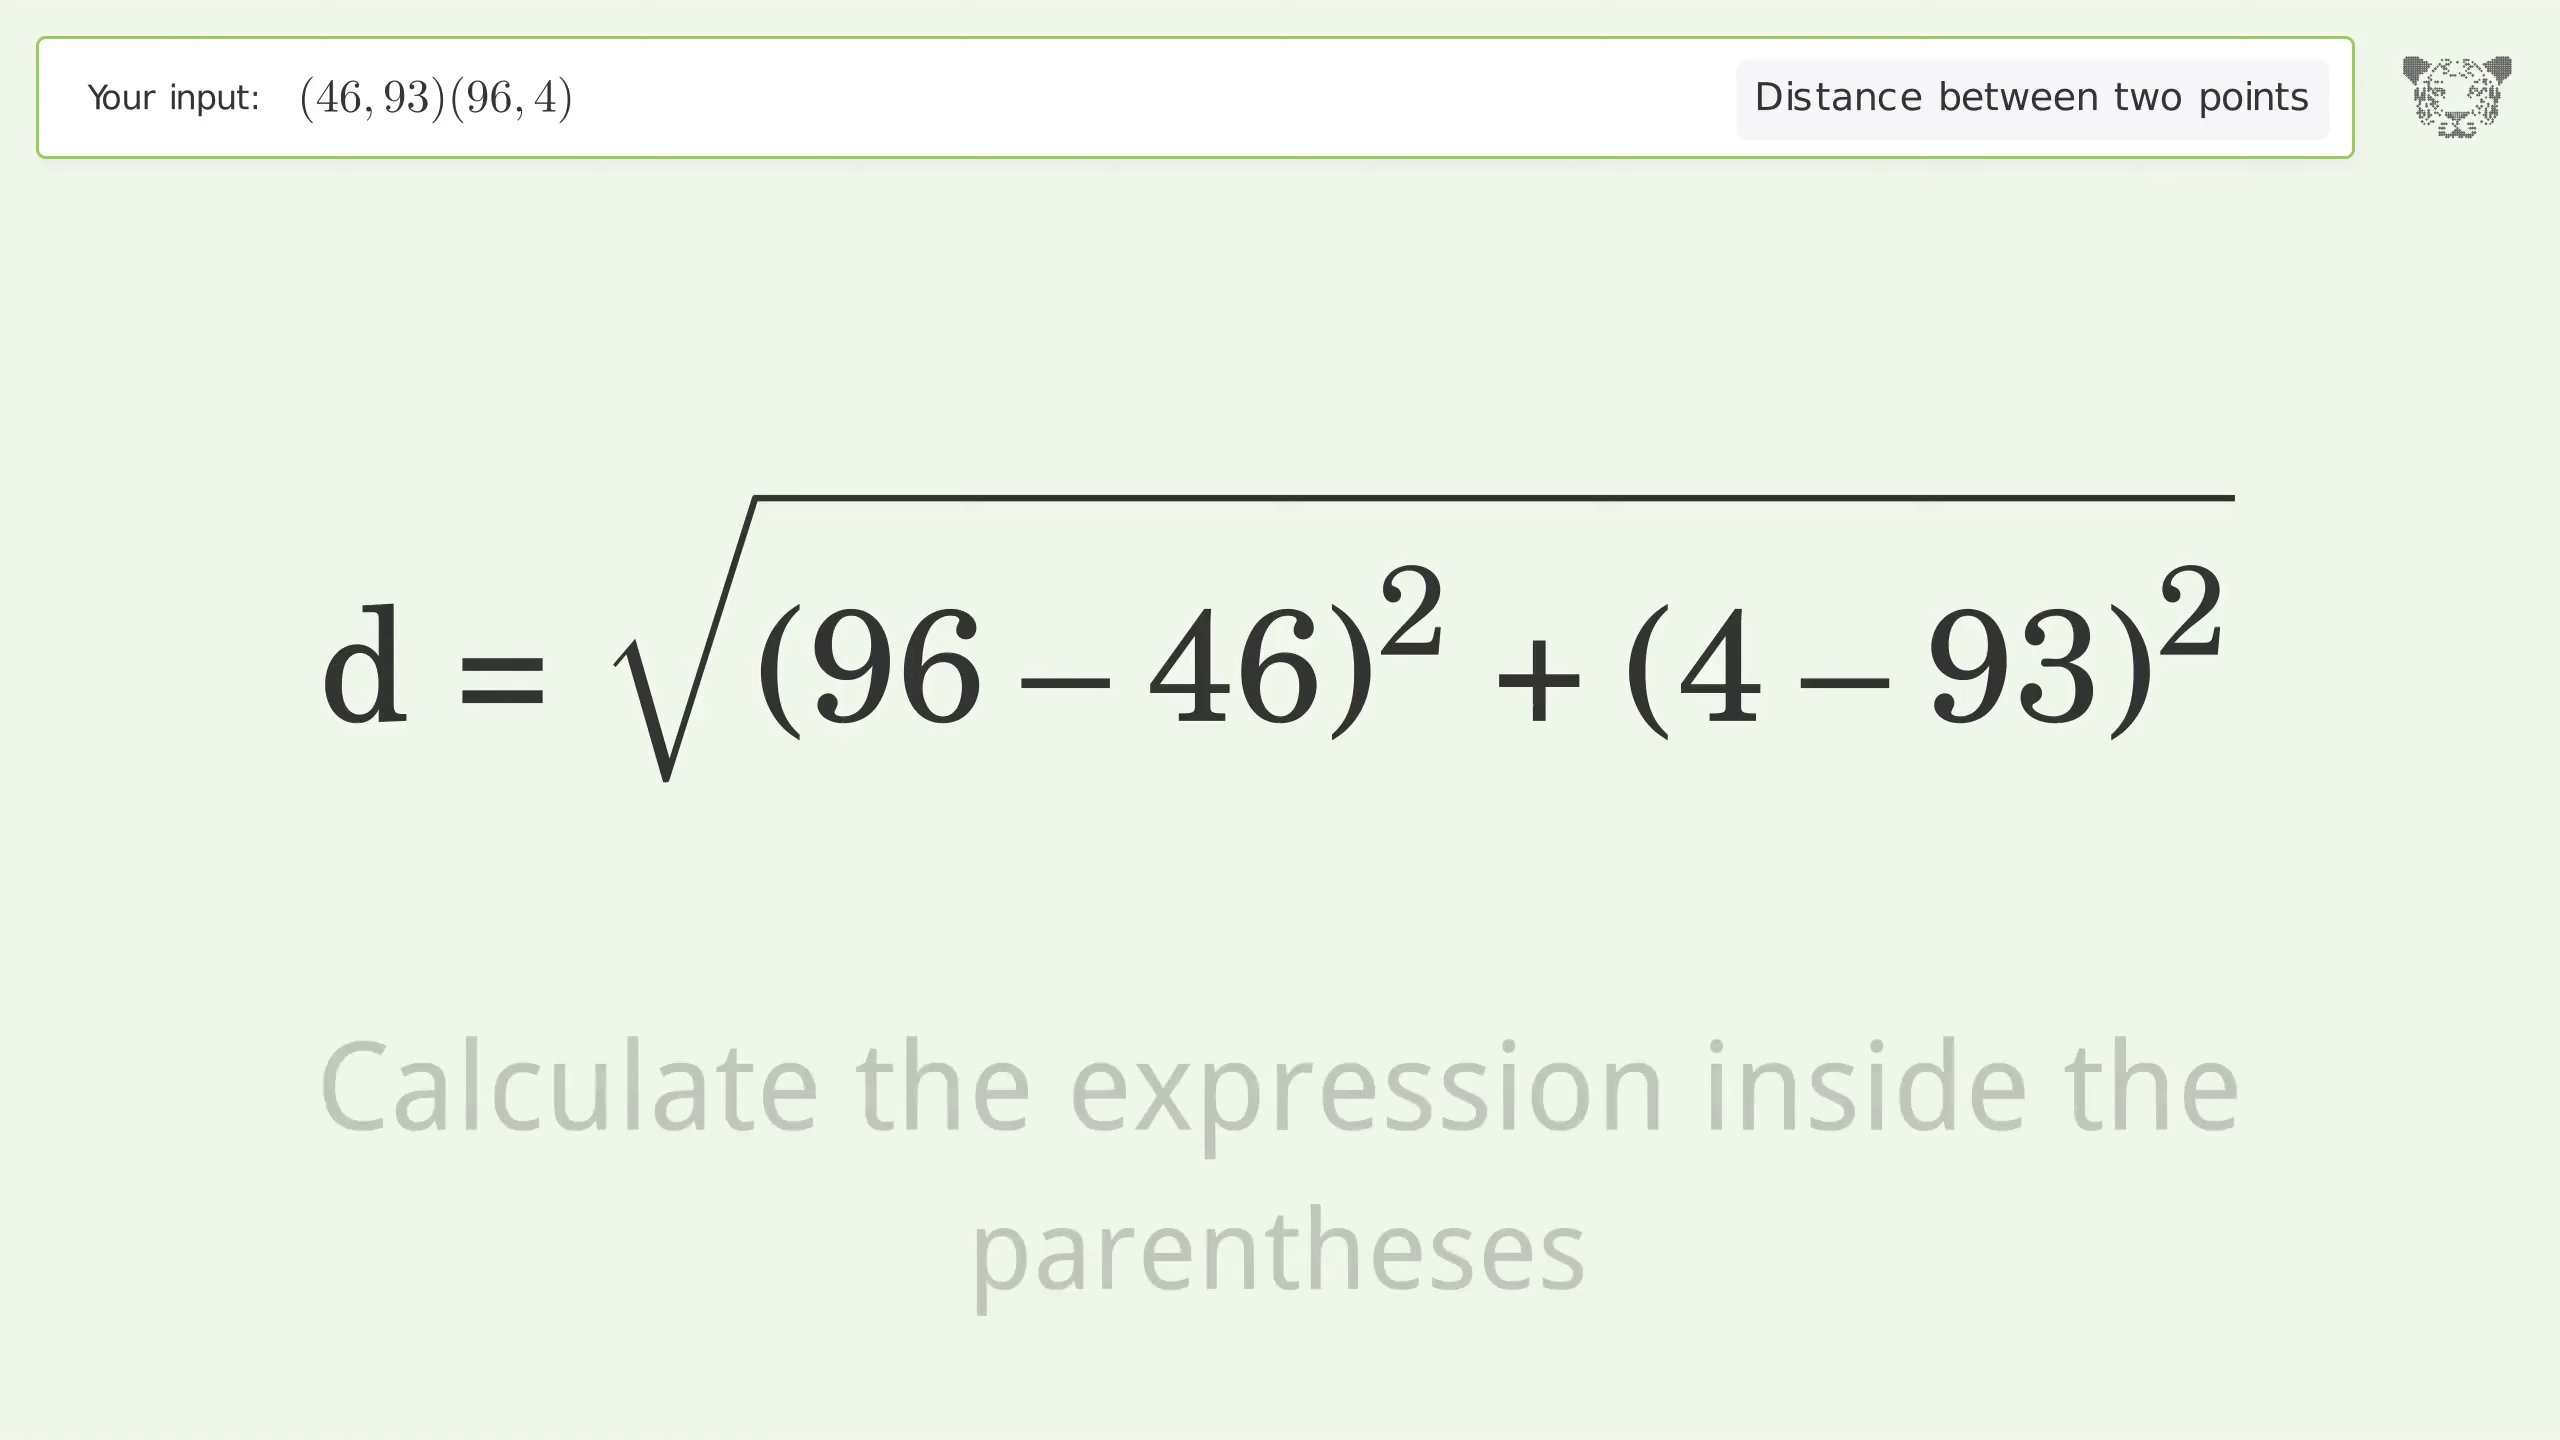 Your input: (46, 93)(96, 4) Distance between two points
d = √(96 – 46)² + (4 – 93)²
Calculate the expression inside the
parentheses